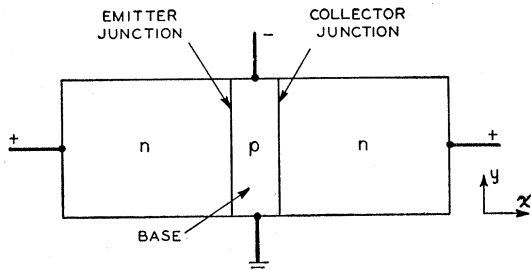 EMITTER
JUNCTION
COLLECTOR
JUNCTION
-
+
n
p
n
+
y
x
BASE